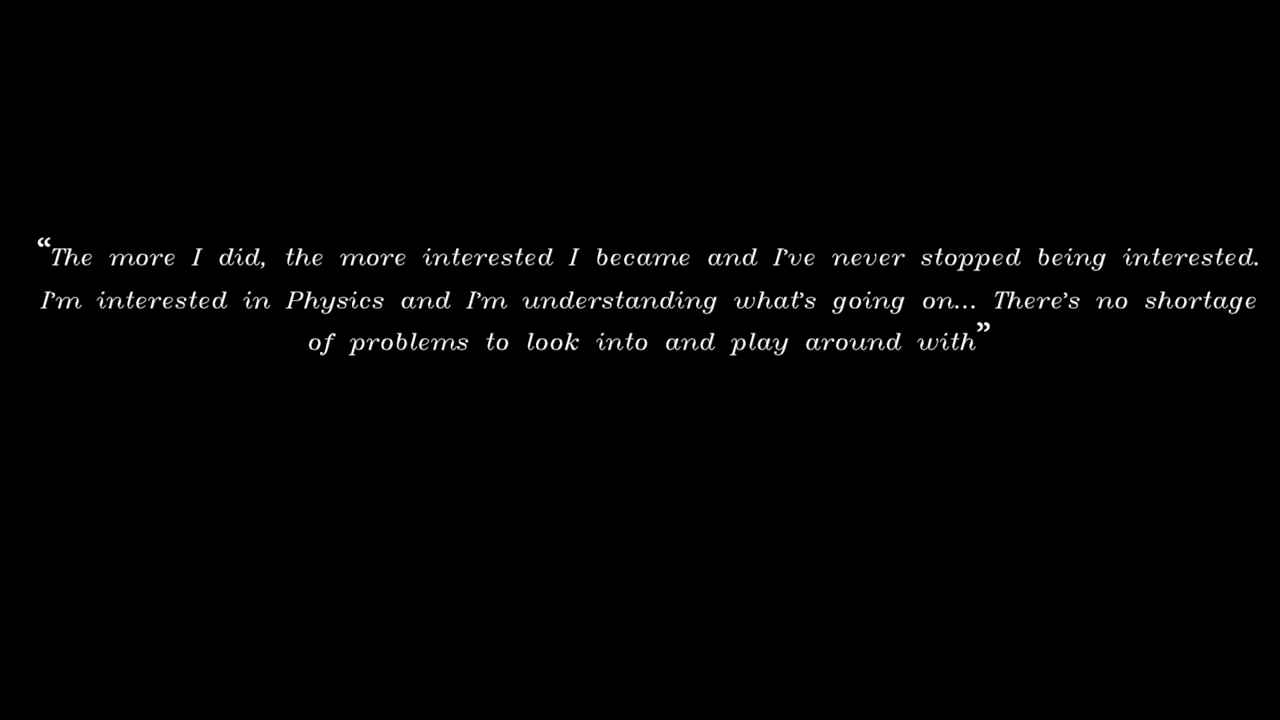 “The more I did, the more interested I became and I’ve never stopped being interested.
I’m interested in Physics and I’m understanding what’s going on... There’s no shortage
of problems to look into and play around with”